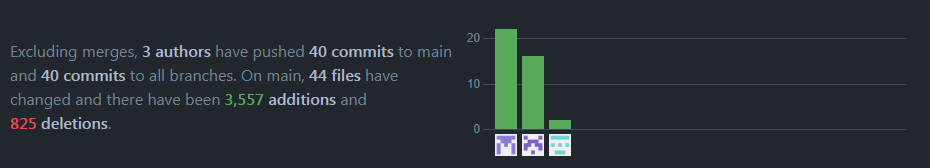 Excluding merges, 3 authors have pushed 40 commits to main
and 40 commits to all branches. On main, 44 files have
changed and there have been 3,557 additions and
825 deletions.
20
10
0